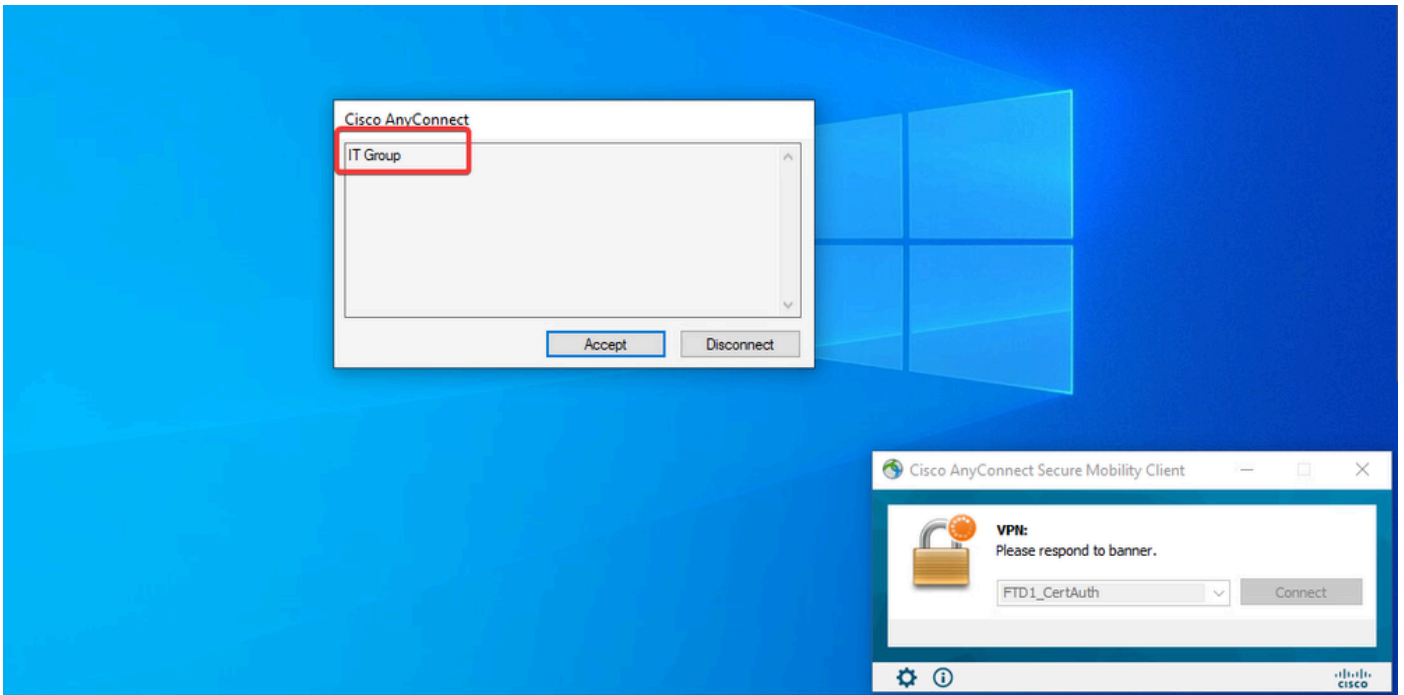 Cisco AnyConnect
IT Group
Accept
Disconnect
Cisco AnyConnect Secure Mobility Client
VPN:
Please respond to banner.
FTD1_CertAuth
Connect
cisco